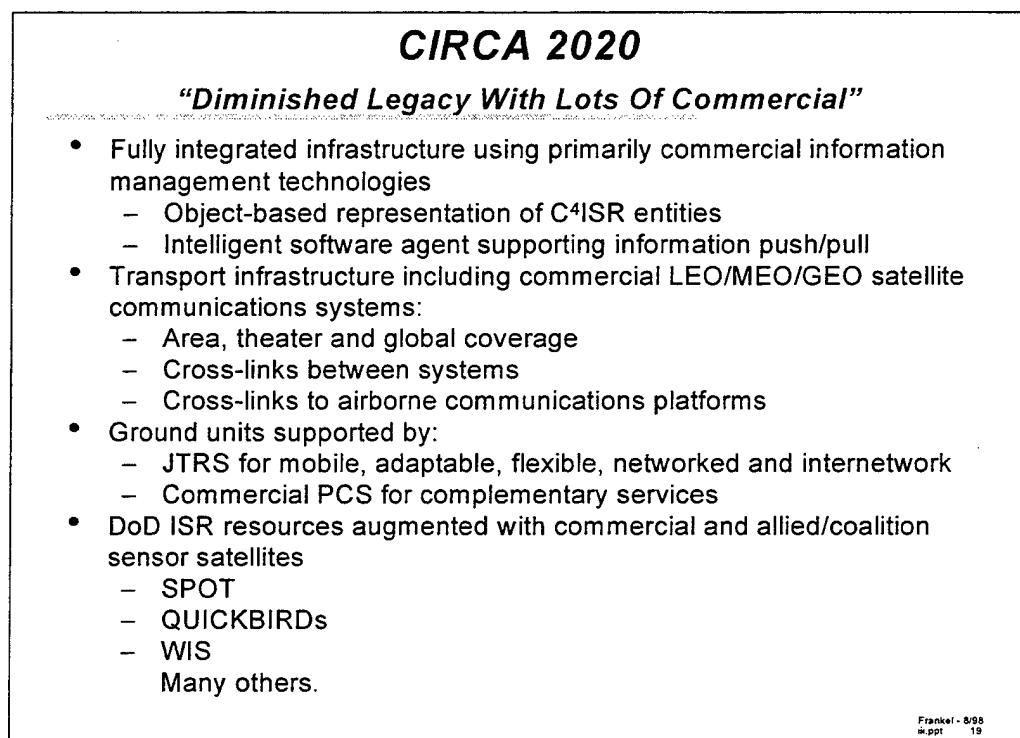 CIRCA 2020
"Diminished Legacy With Lots Of Commercial"
• Fully integrated infrastructure using primarily commercial information
management technologies
– Object-based representation of C⁴ISR entities
– Intelligent software agent supporting information push/pull
• Transport infrastructure including commercial LEO/MEO/GEO satellite
communications systems:
– Area, theater and global coverage
– Cross-links between systems
– Cross-links to airborne communications platforms
• Ground units supported by:
– JTRS for mobile, adaptable, flexible, networked and internetwork
– Commercial PCS for complementary services
• DoD ISR resources augmented with commercial and allied/coalition
sensor satellites
– SPOT
– QUICKBIRDs
– WIS
Many others.
Frankel - 8/98
19